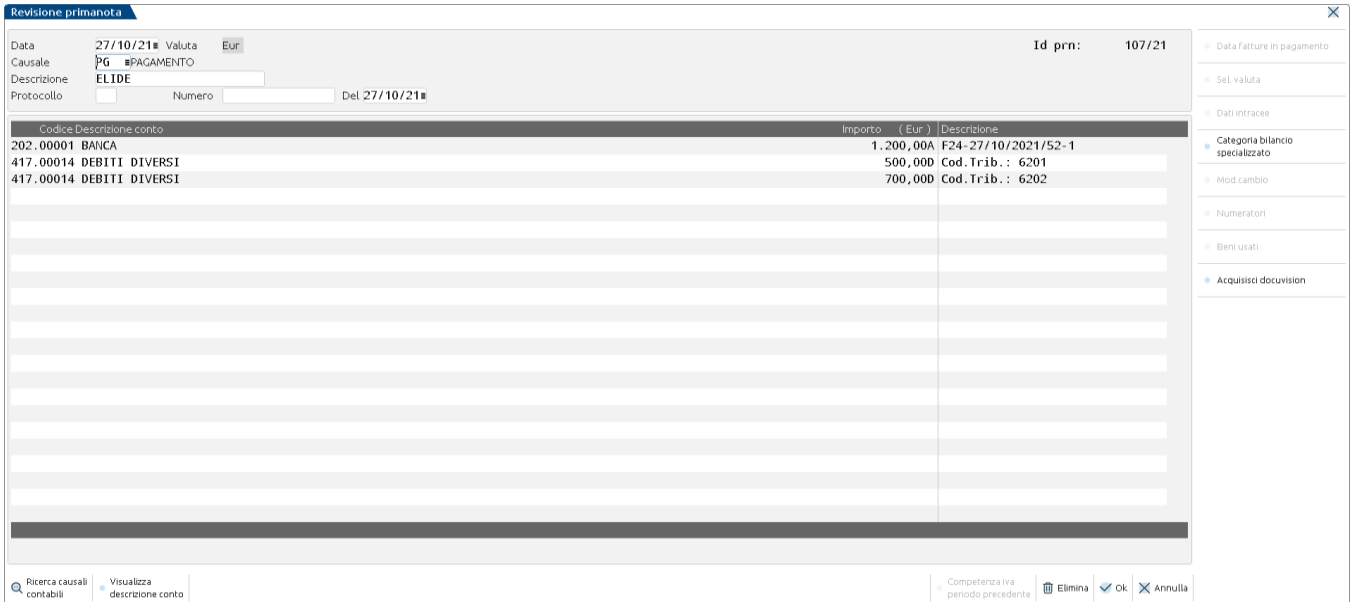 Revisione primanota
Data 27/10/21 Valuta Eur Id prn: 107/21
Causale PG PAGAMENTO
Descrizione ELIDE
Protocollo Numero Del 27/10/21
Codice Descrizione conto Importo ( Eur ) Descrizione
202.00001 BANCA 1.200,00A F24-27/10/2021/52-1
417.00014 DEBITI DIVERSI 500,00D Cod.Trib.: 6201
417.00014 DEBITI DIVERSI 700,00D Cod.Trib.: 6202
Data fatture in pagamento
Sel. valuta
Dati intracee
Categoria bilancio
specializzato
Mod.cambio
Numeratori
Beni usati
Acquisisci docuvision
Ricerca causali
contabili
Visualizza
descrizione conto
Competenza iva
periodo precedente
Elimina
Ok
Annulla